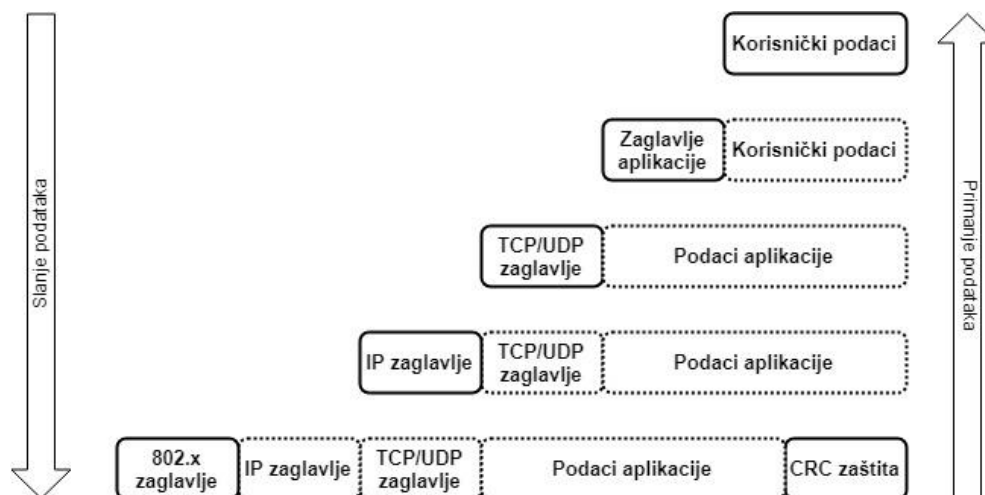 Korisnički podaci
Zaglavlje
aplikacije
Korisnički podaci
TCP/UDP
zaglavlje
Podaci aplikacije
IP zaglavlje
TCP/UDP
zaglavlje
Podaci aplikacije
802.x
zaglavlje
IP zaglavlje
TCP/UDP
zaglavlje
Podaci aplikacije
CRC zaštita
Slanje podataka
Primanje podataka